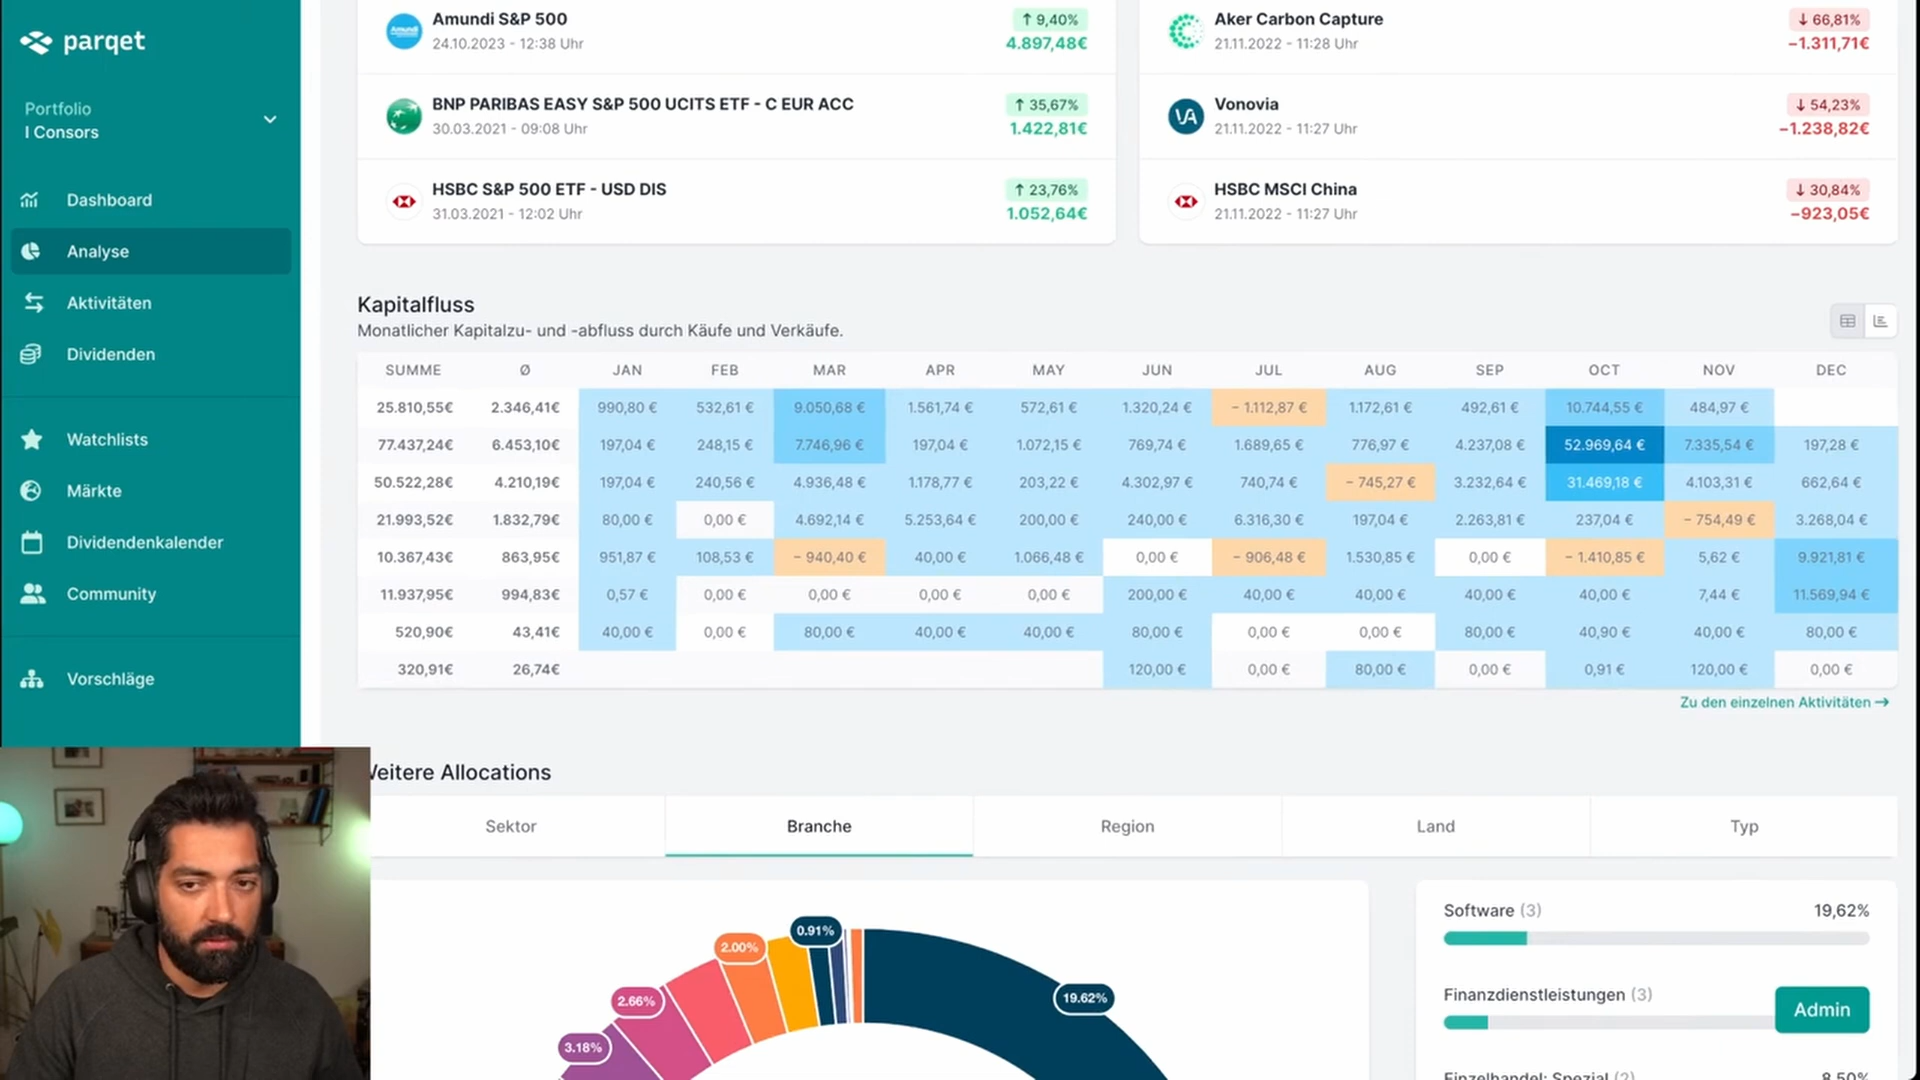 parqet
Portfolio
I Consors
Dashboard
Analyse
Aktivitäten
Dividenden
Watchlists
Märkte
Dividendenkalender
Community
Vorschläge
Amundi
Amundi S&P 500
24.10.2023 - 12:38 Uhr
↑ 9,40%
4.897,48€
BNP PARIBAS EASY S&P 500 UCITS ETF - C EUR ACC
30.03.2021 - 09:08 Uhr
↑ 35,67%
1.422,81€
HSBC S&P 500 ETF - USD DIS
31.03.2021 - 12:02 Uhr
↑ 23,76%
1.052,64€
Aker Carbon Capture
21.11.2022 - 11:28 Uhr
↓ 66,81%
−1.311,71€
VA
Vonovia
21.11.2022 - 11:27 Uhr
↓ 54,23%
−1.238,82€
HSBC MSCI China
21.11.2022 - 11:27 Uhr
↓ 30,84%
−923,05€
Kapitalfluss
Monatlicher Kapitalzu- und -abfluss durch Käufe und Verkäufe.
SUMME Ø JAN FEB MAR APR MAY JUN JUL AUG SEP OCT NOV DEC
25.810,55€ 2.346,41€ 990,80 € 532,61 € 9.050,68 € 1.561,74 € 572,61 € 1.320,24 € − 1.112,87 € 1.172,61 € 492,61 € 10.744,55 € 484,97 €
77.437,24€ 6.453,10€ 197,04 € 248,15 € 7.746,96 € 197,04 € 1.072,15 € 769,74 € 1.689,65 € 776,97 € 4.237,08 € 52.969,64 € 7.335,54 € 197,28 €
50.522,28€ 4.210,19€ 197,04 € 240,56 € 4.936,48 € 1.178,77 € 203,22 € 4.302,97 € 740,74 € − 745,27 € 3.232,64 € 31.469,18 € 4.103,31 € 662,64 €
21.993,52€ 1.832,79€ 80,00 € 0,00 € 4.692,14 € 5.253,64 € 200,00 € 240,00 € 6.316,30 € 197,04 € 2.263,81 € 237,04 € − 754,49 € 3.268,04 €
10.367,43€ 863,95€ 951,87 € 108,53 € − 940,40 € 40,00 € 1.066,48 € 0,00 € − 906,48 € 1.530,85 € 0,00 € − 1.410,85 € 5,62 € 9.921,81 €
11.937,95€ 994,83€ 0,57 € 0,00 € 0,00 € 0,00 € 0,00 € 200,00 € 40,00 € 40,00 € 40,00 € 40,00 € 7,44 € 11.569,94 €
520,90€ 43,41€ 40,00 € 0,00 € 80,00 € 40,00 € 40,00 € 80,00 € 0,00 € 0,00 € 80,00 € 40,90 € 40,00 € 80,00 €
320,91€ 26,74€ 120,00 € 0,00 € 80,00 € 0,00 € 0,91 € 120,00 € 0,00 €
Zu den einzelnen Aktivitäten →
Weitere Allocations
Sektor Branche Region Land Typ
0.91%
2.00%
2.66%
3.18%
19.62%
Software (3) 19,62%
Finanzdienstleistungen (3)
Admin
Einzelhandel: Spezial (2) 8,50%